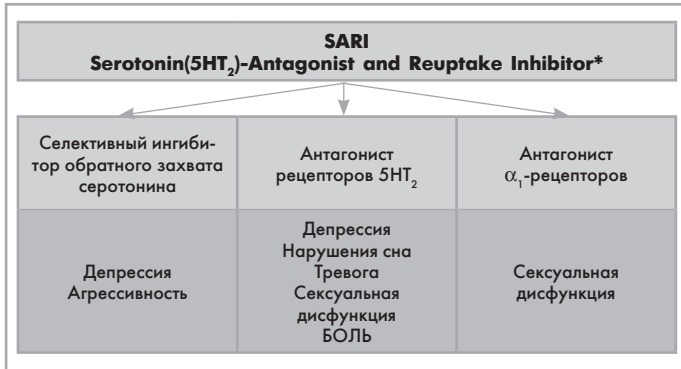 SARI
Serotonin(5HT₂)-Antagonist and Reuptake Inhibitor*
Селективный ингиби-
тор обратного захвата
серотонина
Антагонист
рецепторов 5HT₂
Антагонист
α₁-рецепторов
Депрессия
Агрессивность
Депрессия
Нарушения сна
Тревога
Сексуальная
дисфункция
БОЛЬ
Сексуальная
дисфункция